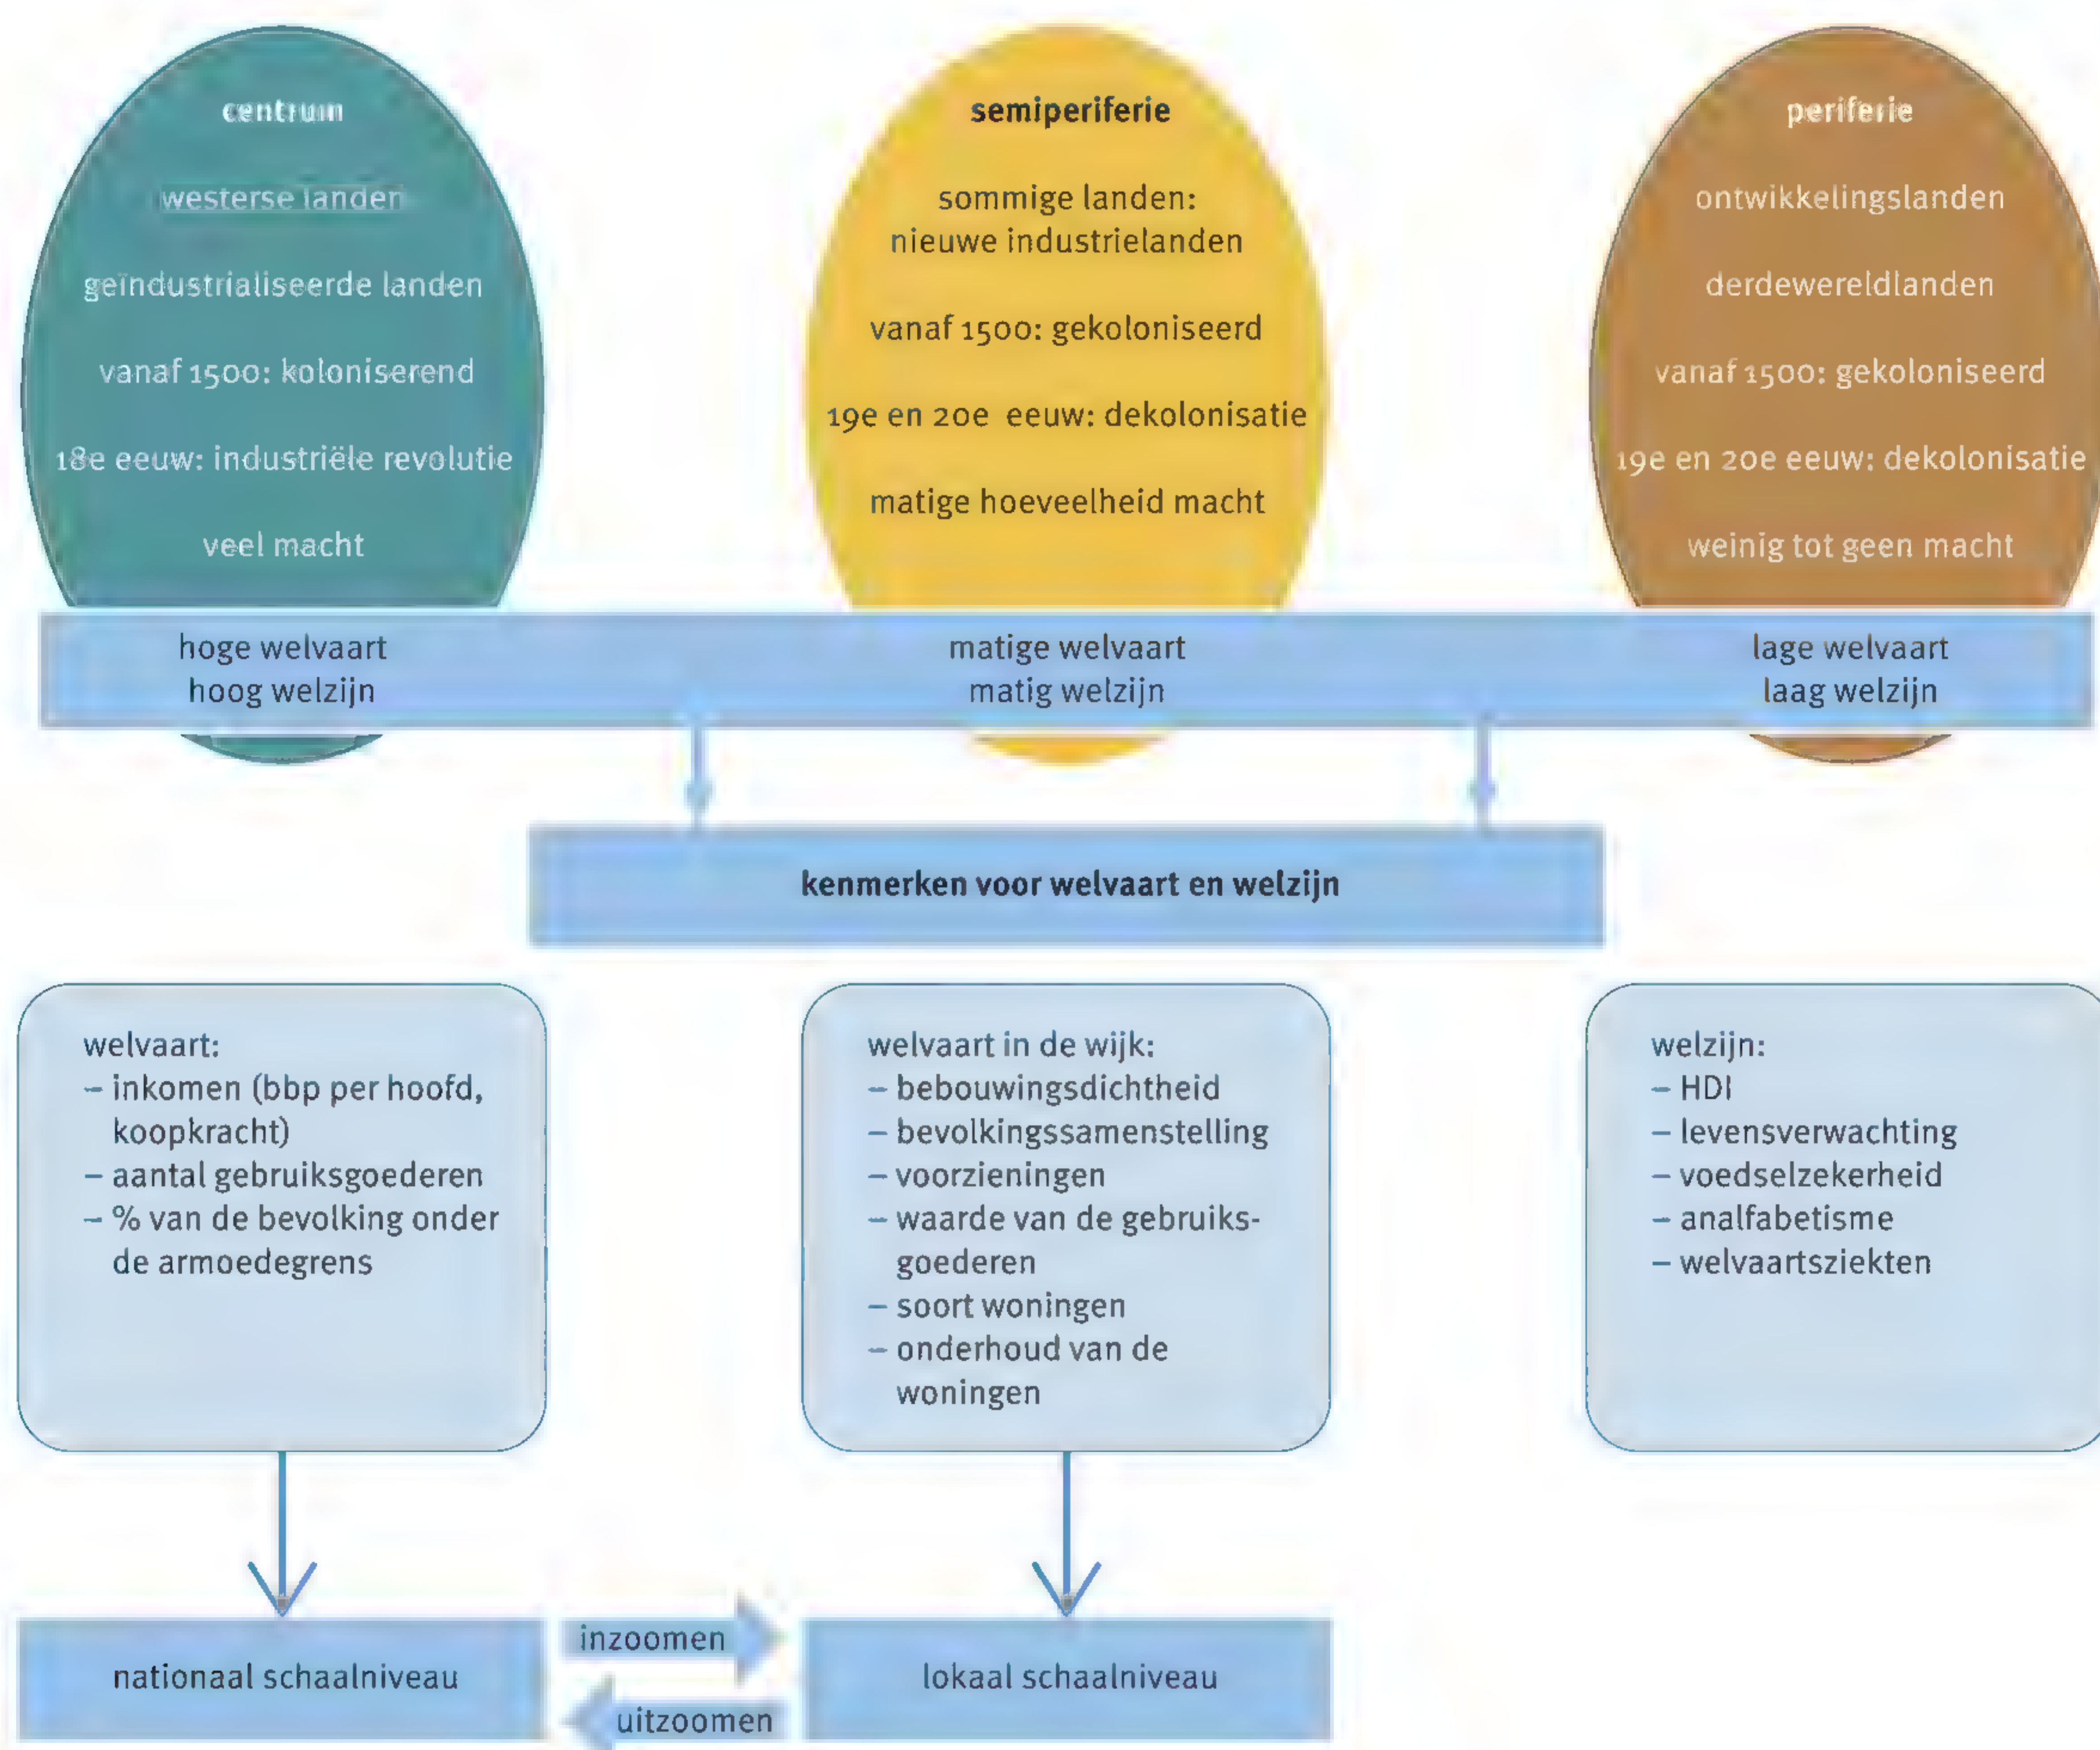 centrum
westerse landen
geïndustrialiseerde landen
vanaf 1500: koloniserend
18e eeuw: industriële revolutie
veel macht
hoge welvaart
hoog welzijn
semiperiferie
sommige landen:
nieuwe industrielanden
vanaf 1500: gekoloniseerd
19e en 20e eeuw: dekolonisatie
matige hoeveelheid macht
matige welvaart
matig welzijn
periferie
ontwikkelingslanden
derdewereldlanden
vanaf 1500: gekoloniseerd
19e en 20e eeuw: dekolonisatie
weinig tot geen macht
lage welvaart
laag welzijn
kenmerken voor welvaart en welzijn
welvaart:
– inkomen (bbp per hoofd,
koopkracht)
– aantal gebruiksgoederen
– % van de bevolking onder
de armoedegrens
welvaart in de wijk:
– bebouwingsdichtheid
– bevolkingssamenstelling
– voorzieningen
– waarde van de gebruiks-
goederen
– soort woningen
– onderhoud van de
woningen
welzijn:
– HDI
– levensverwachting
– voedselzekerheid
– analfabetisme
– welvaartsziekten
nationaal schaalniveau
inzoomen
uitzoomen
lokaal schaalniveau